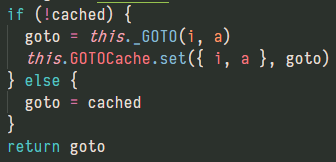 if (!cached) {
goto = this._GOTO(i, a)
this.GOTOCache.set({ i, a }, goto)
} else {
goto = cached
}
return goto